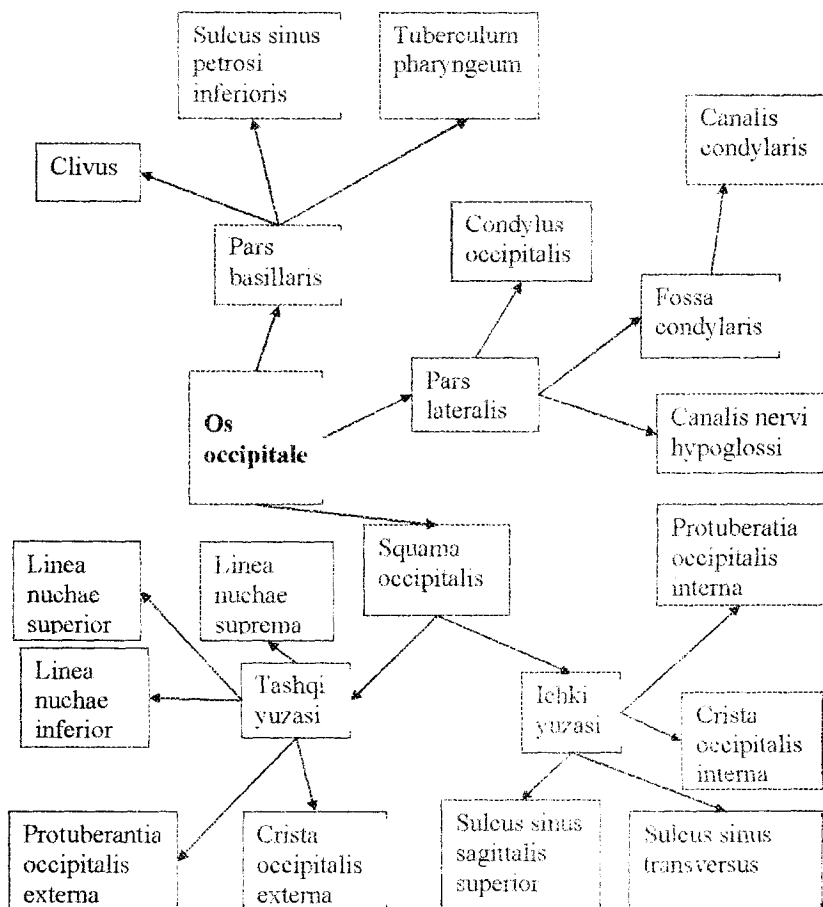 Sulcus sinus
petrosi
inferioris
Tuberculum
pharyngeum
Canalis
condylaris
Clivus
Condylus
occipitalis
Pars
basillaris
Fossa
condylaris
Pars
lateralis
Os
occipitale
Canalis nervi
hypoglossi
Squama
occipitalis
Protuberatia
occipitalis
interna
Linea
nuchae
superior
Linea
nuchae
suprema
Linea
nuchae
inferior
Tashqi
yuzasi
Ichki
yuzasi
Crista
occipitalis
interna
Protuberantia
occipitalis
externa
Crista
occipitalis
externa
Sulcus sinus
sagittalis
superior
Sulcus sinus
transversus